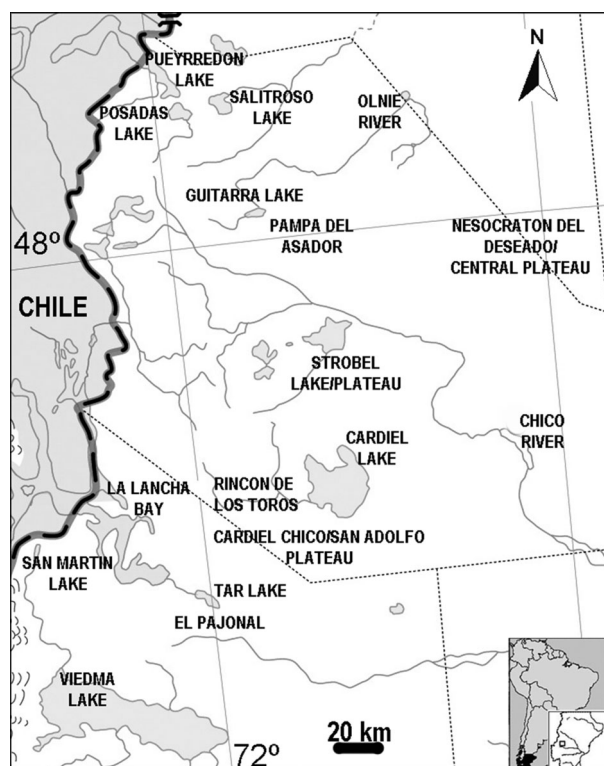 N
PUEYRREDON
LAKE
POSADAS
LAKE
SALITROSO
LAKE
OLNIE
RIVER
GUITARRA LAKE
PAMPA DEL
ASADOR
NESOCRATON DEL
DESEADO/
CENTRAL PLATEAU
48º
CHILE
STROBEL
LAKE/PLATEAU
CHICO
RIVER
CARDIEL
LAKE
LA LANCHA
BAY
RINCON DE
LOS TOROS
CARDIEL CHICO/SAN ADOLFO
PLATEAU
SAN MARTIN
LAKE
TAR LAKE
EL PAJONAL
VIEDMA
LAKE
20 km
72º